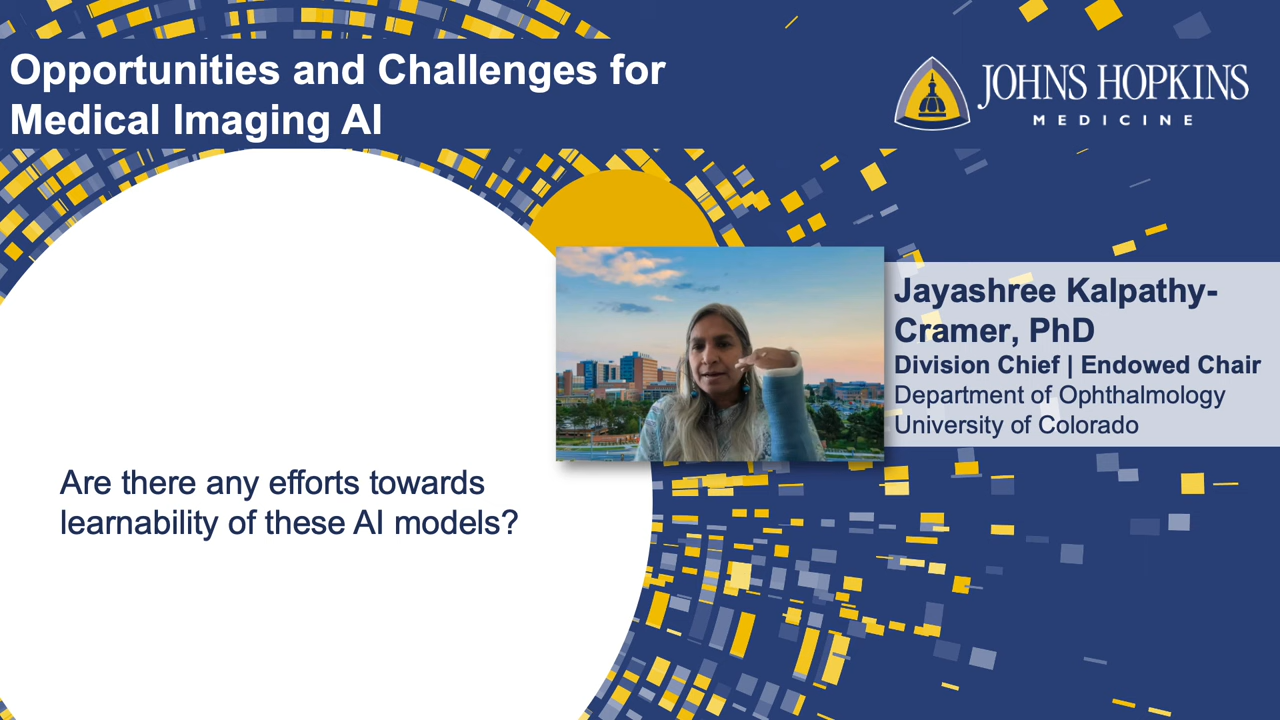 Opportunities and Challenges for
Medical Imaging AI
JOHNS HOPKINS
MEDICINE
Jayashree Kalpathy-
Cramer, PhD
Division Chief | Endowed Chair
Department of Ophthalmology
University of Colorado
Are there any efforts towards
learnability of these AI models?